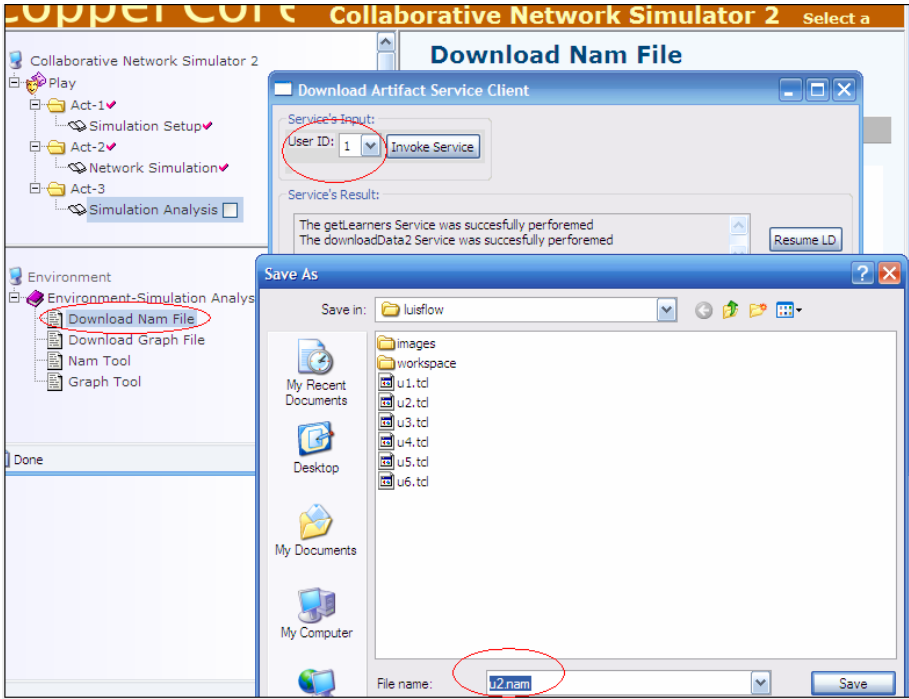 CopperCore
Collaborative Network Simulator 2 Select a
Collaborative Network Simulator 2
Play
Act-1
Simulation Setup
Act-2
Network Simulation
Act-3
Simulation Analysis
Download Nam File
Download Artifact Service Client
Service's Input:
User ID: 1 Invoke Service
Service's Result:
The getLearners Service was succesfully perforemed
The downloadData2 Service was succesfully perforemed
Resume LD
Environment
Environment-Simulation Analys
Download Nam File
Download Graph File
Nam Tool
Graph Tool
Done
Save As
Save in: luisflow
My Recent
Documents
Desktop
My Documents
My Computer
images
workspace
u1.tcl
u2.tcl
u3.tcl
u4.tcl
u5.tcl
u6.tcl
File name: u2.nam Save